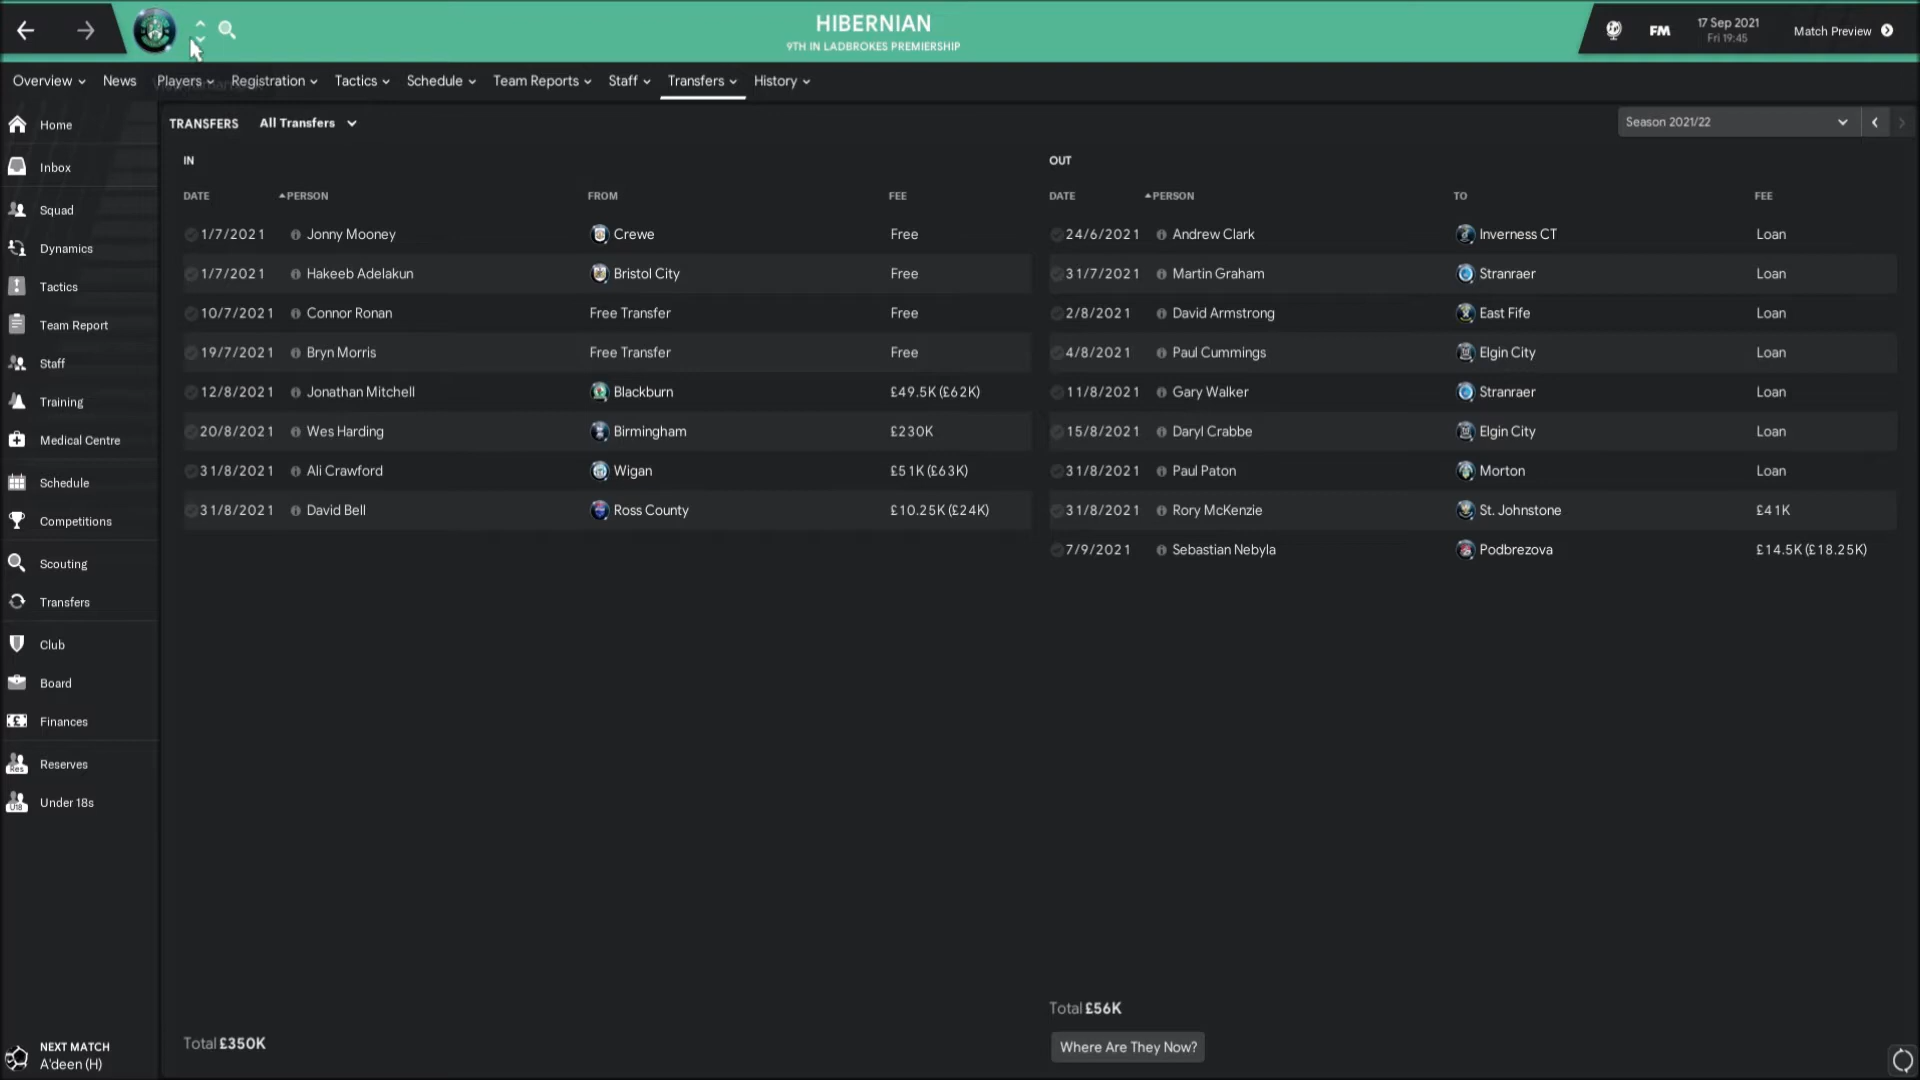 HIBERNIAN
9TH IN LADBROKES PREMIERSHIP
FM
17 Sep 2021
Fri 19:45
Match Preview
Overview
News
Players
Registration
Tactics
Schedule
Team Reports
Staff
Transfers
History
Home
Inbox
Squad
Dynamics
Tactics
Team Report
Staff
Training
Medical Centre
Schedule
Competitions
Scouting
Transfers
Club
Board
Finances
Res
Reserves
U18
Under 18s
NEXT MATCH
A'deen (H)
TRANSFERS All Transfers
Season 2021/22
IN
DATE PERSON FROM FEE
1/7/2021 Jonny Mooney Crewe Free
1/7/2021 Hakeeb Adelakun Bristol City Free
10/7/2021 Connor Ronan Free Transfer Free
19/7/2021 Bryn Morris Free Transfer Free
12/8/2021 Jonathan Mitchell Blackburn £49.5K (£62K)
20/8/2021 Wes Harding Birmingham £230K
31/8/2021 Ali Crawford Wigan £51K (£63K)
31/8/2021 David Bell Ross County £10.25K (£24K)
Total £350K
OUT
DATE PERSON TO FEE
24/6/2021 Andrew Clark Inverness CT Loan
31/7/2021 Martin Graham Stranraer Loan
2/8/2021 David Armstrong East Fife Loan
4/8/2021 Paul Cummings Elgin City Loan
11/8/2021 Gary Walker Stranraer Loan
15/8/2021 Daryl Crabbe Elgin City Loan
31/8/2021 Paul Paton Morton Loan
31/8/2021 Rory McKenzie St. Johnstone £41K
7/9/2021 Sebastian Nebyla Podbrezova £14.5K (£18.25K)
Total £56K
Where Are They Now?